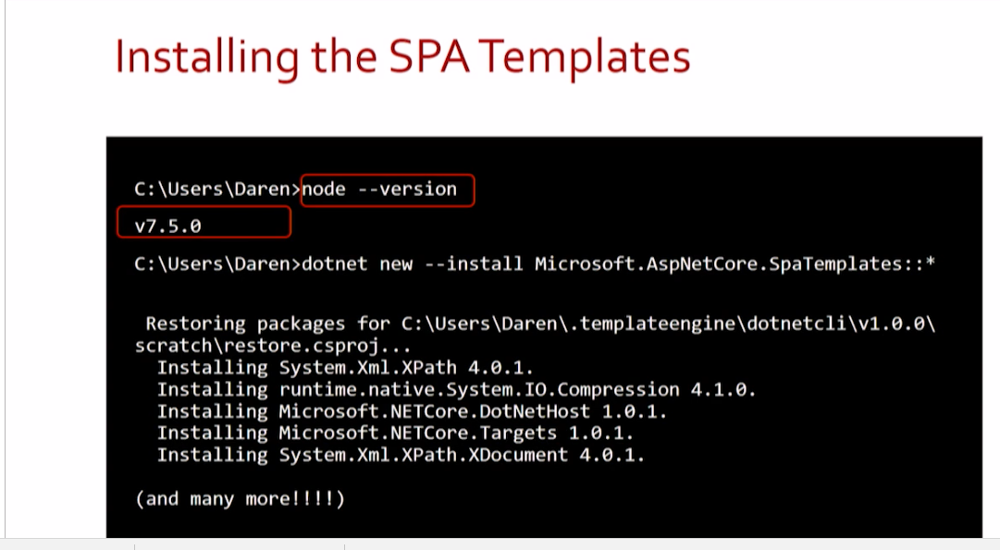 Installing the SPA Templates
C:\Users\Daren>node --version
v7.5.0
C:\Users\Daren>dotnet new --install Microsoft.AspNetCore.SpaTemplates::*
Restoring packages for C:\Users\Daren\.templateengine\dotnetcli\v1.0.0\
scratch\restore.csproj...
Installing System.Xml.XPath 4.0.1.
Installing runtime.native.System.IO.Compression 4.1.0.
Installing Microsoft.NETCore.DotNetHost 1.0.1.
Installing Microsoft.NETCore.Targets 1.0.1.
Installing System.Xml.XPath.XDocument 4.0.1.
(and many more!!!!)